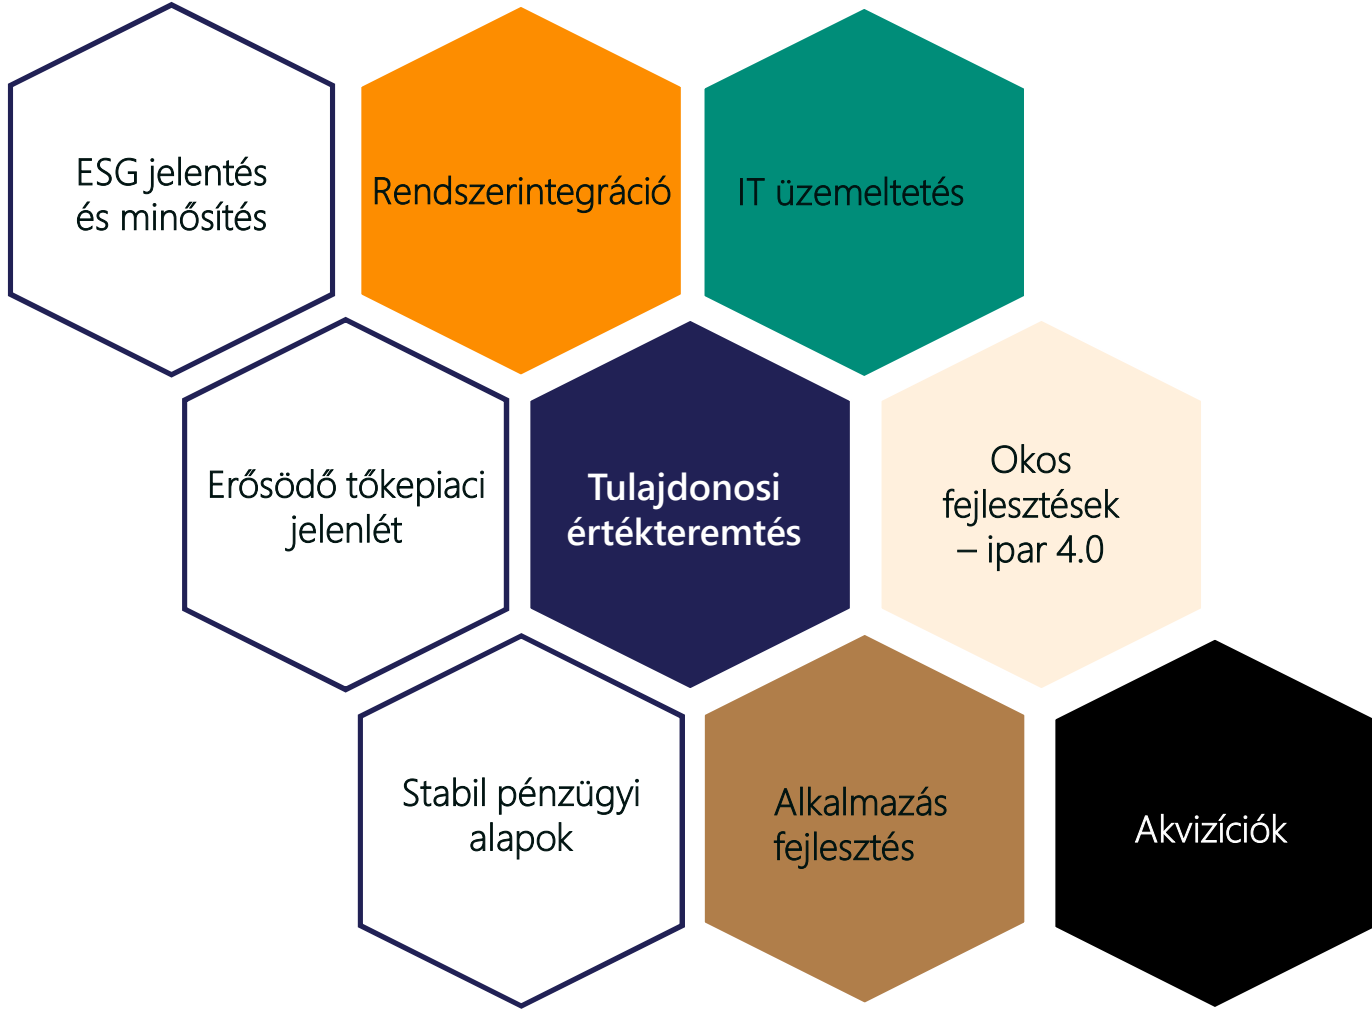 ESG jelentés
és minősítés
Rendszerintegráció
IT üzemeltetés
Erősödő tőkepiaci
jelenlét
Tulajdonosi
értékteremtés
Okos
fejlesztések
– ipar 4.0
Stabil pénzügyi
alapok
Alkalmazás
fejlesztés
Akvizíciók